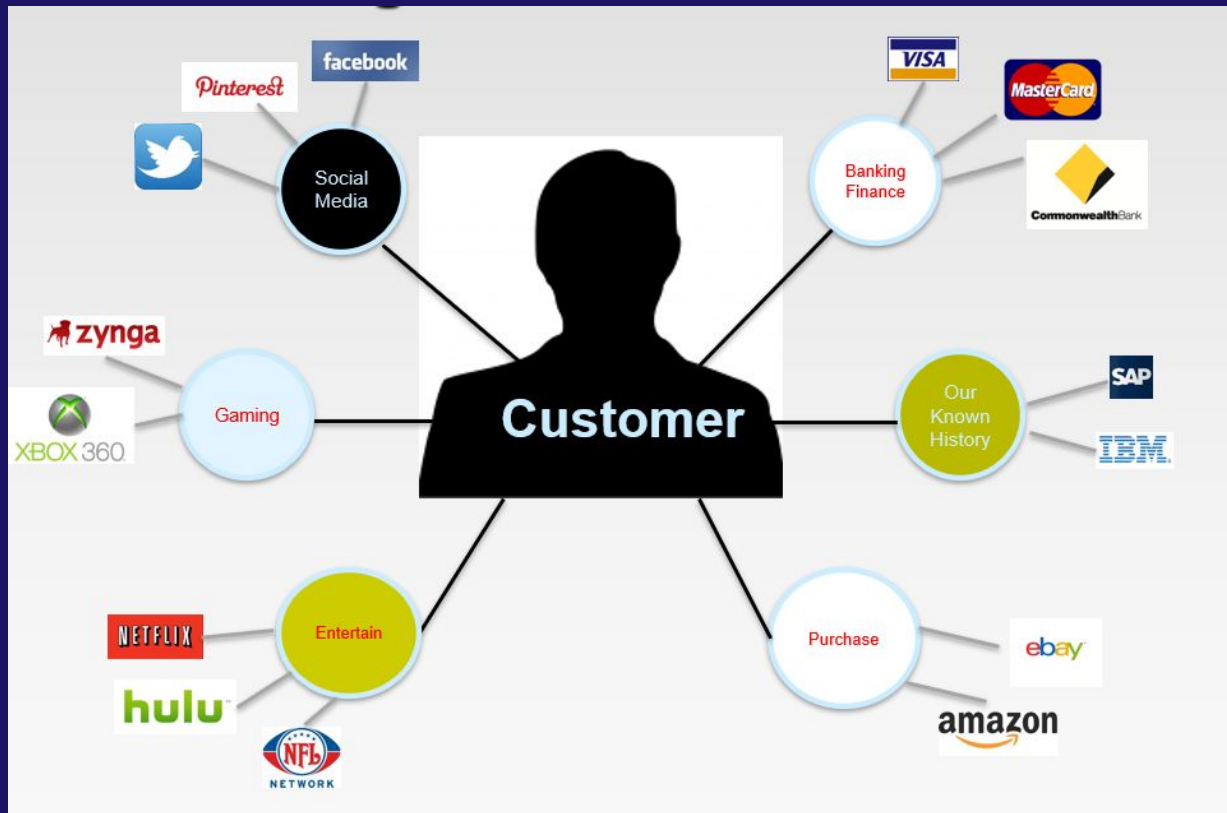 facebook
Pinterest
Social
Media
VISA
MasterCard
Banking
Finance
CommonwealthBank
zynga
XBOX 360
Gaming
Customer
Our
Known
History
SAP
IBM
NETFLIX
hulu
Entertain
NFL
NETWORK
Purchase
ebay
amazon